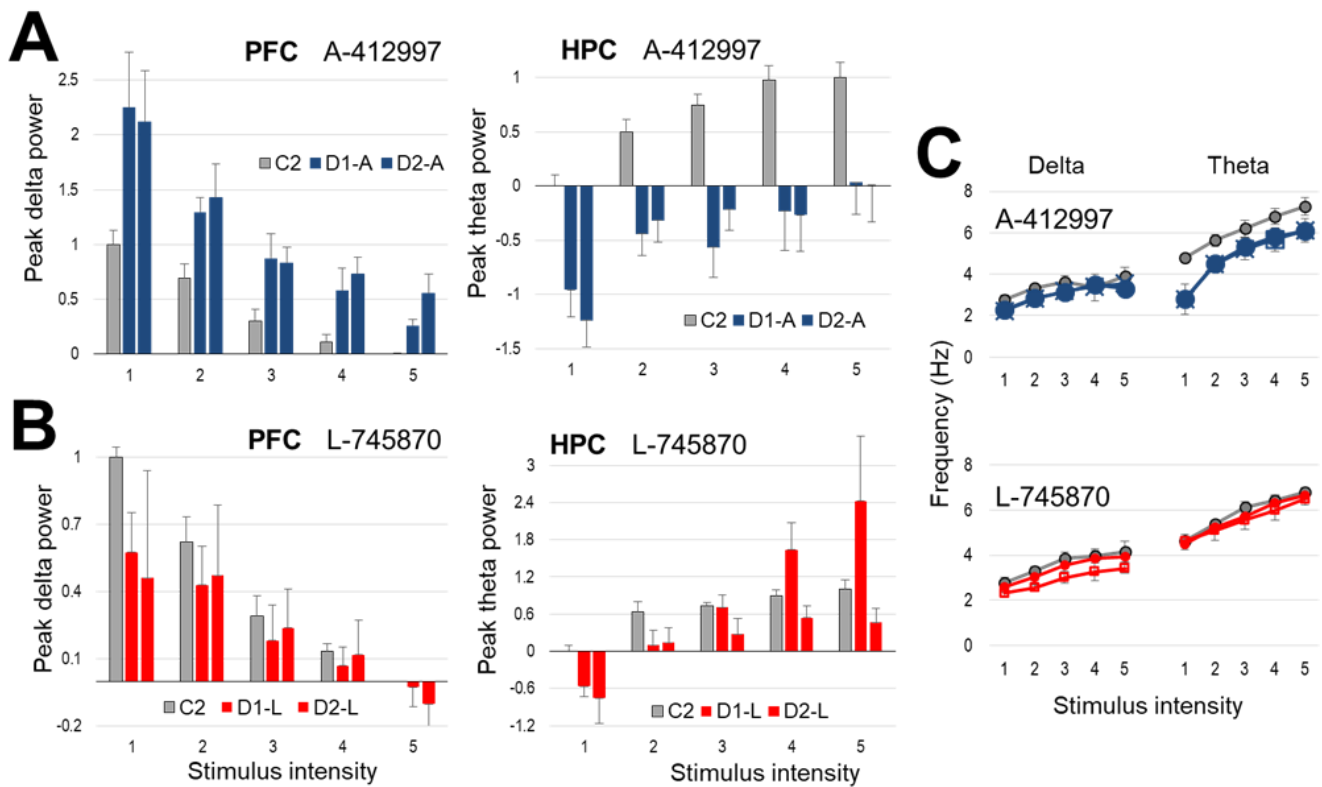 A
PFC A-412997
Peak delta power
2.5
2
1.5
1
0.5
0
C2 D1-A D2-A
1 2 3 4 5
HPC A-412997
Peak theta power
1
0.5
0
-0.5
-1
-1.5
C2 D1-A D2-A
1 2 3 4 5
B
PFC L-745870
Peak delta power
1
0.7
0.4
0.1
-0.2
C2 D1-L D2-L
1 2 3 4 5
Stimulus intensity
HPC L-745870
Peak theta power
3
2.4
1.8
1.2
0.6
0
-0.6
-1.2
C2 D1-L D2-L
1 2 3 4 5
Stimulus intensity
C
Delta Theta
A-412997
8
6
4
2
0
1 2 3 4 5 1 2 3 4 5
Frequency (Hz)
L-745870
8
6
4
2
0
1 2 3 4 5 1 2 3 4 5
Stimulus intensity